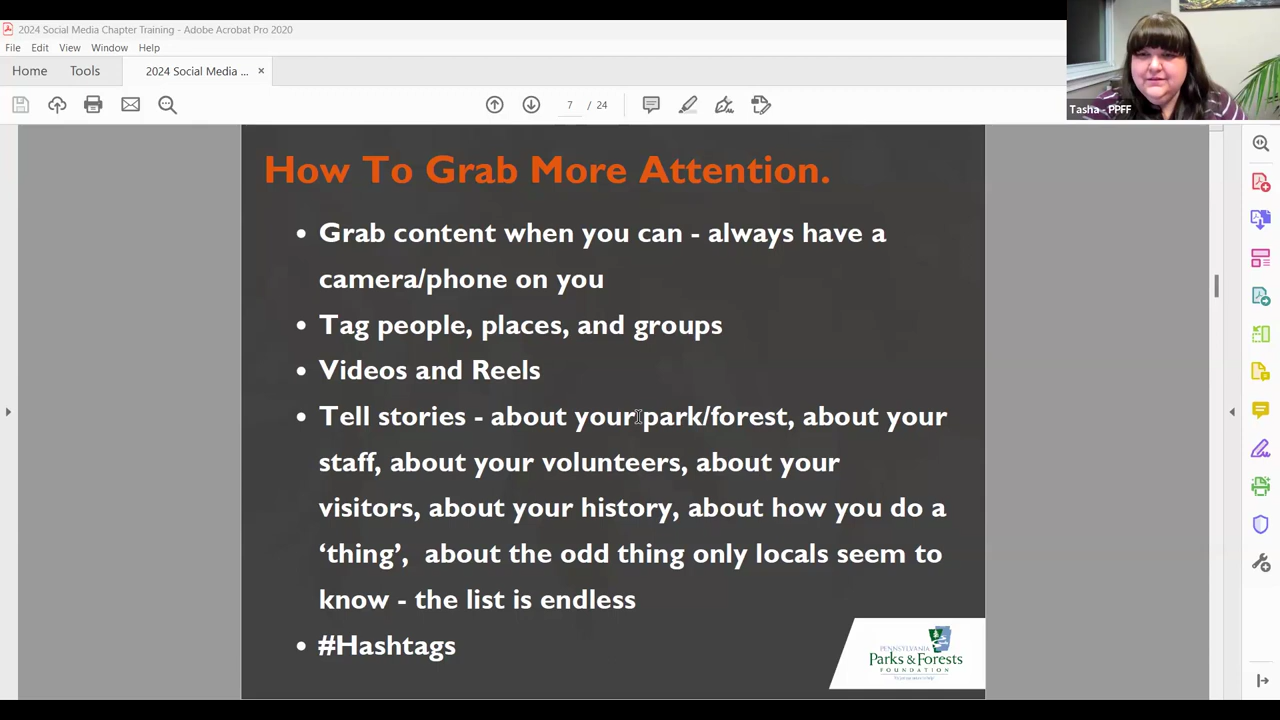 2024 Social Media Chapter Training - Adobe Acrobat Pro 2020
File Edit View Window Help
Home Tools 2024 Social Media ... ×
7 / 24
Tasha - PPFF
How To Grab More Attention.
• Grab content when you can - always have a
camera/phone on you
• Tag people, places, and groups
• Videos and Reels
• Tell stories - about your park/forest, about your
staff, about your volunteers, about your
visitors, about your history, about how you do a
‘thing’, about the odd thing only locals seem to
know - the list is endless
• #Hashtags
PENNSYLVANIA
Parks & Forests
FOUNDATION